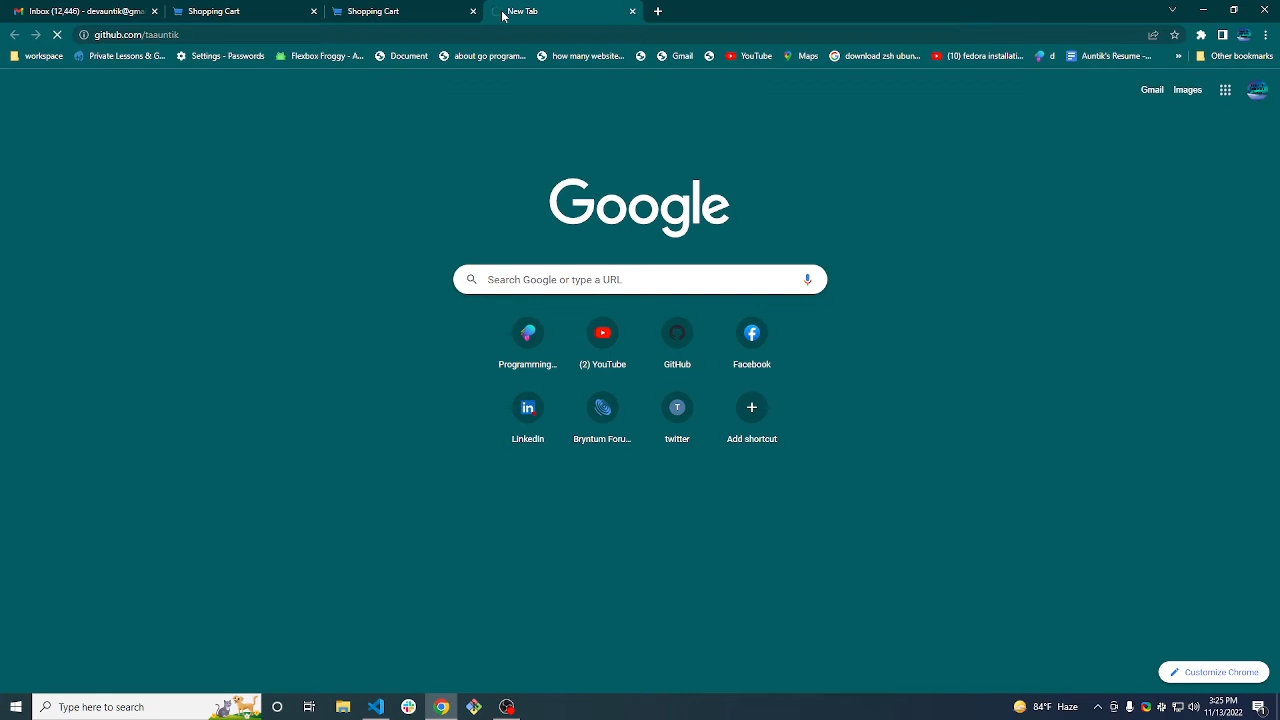 Inbox (12,446) - devauntik@gma
Shopping Cart
Shopping Cart
New Tab
github.com/taauntik
workspace
Private Lessons & G...
Settings - Passwords
Flexbox Froggy - A...
Document
about go program...
how many website...
Gmail
YouTube
Maps
download zsh ubun...
(10) fedora installati...
d
Auntik's Resume -...
»
Other bookmarks
Gmail
Images
Google
Search Google or type a URL
Programming...
(2) YouTube
GitHub
Facebook
LinkedIn
Bryntum Foru...
T
twitter
Add shortcut
Customize Chrome
Type here to search
84°F Haze
3:25 PM
11/13/2022